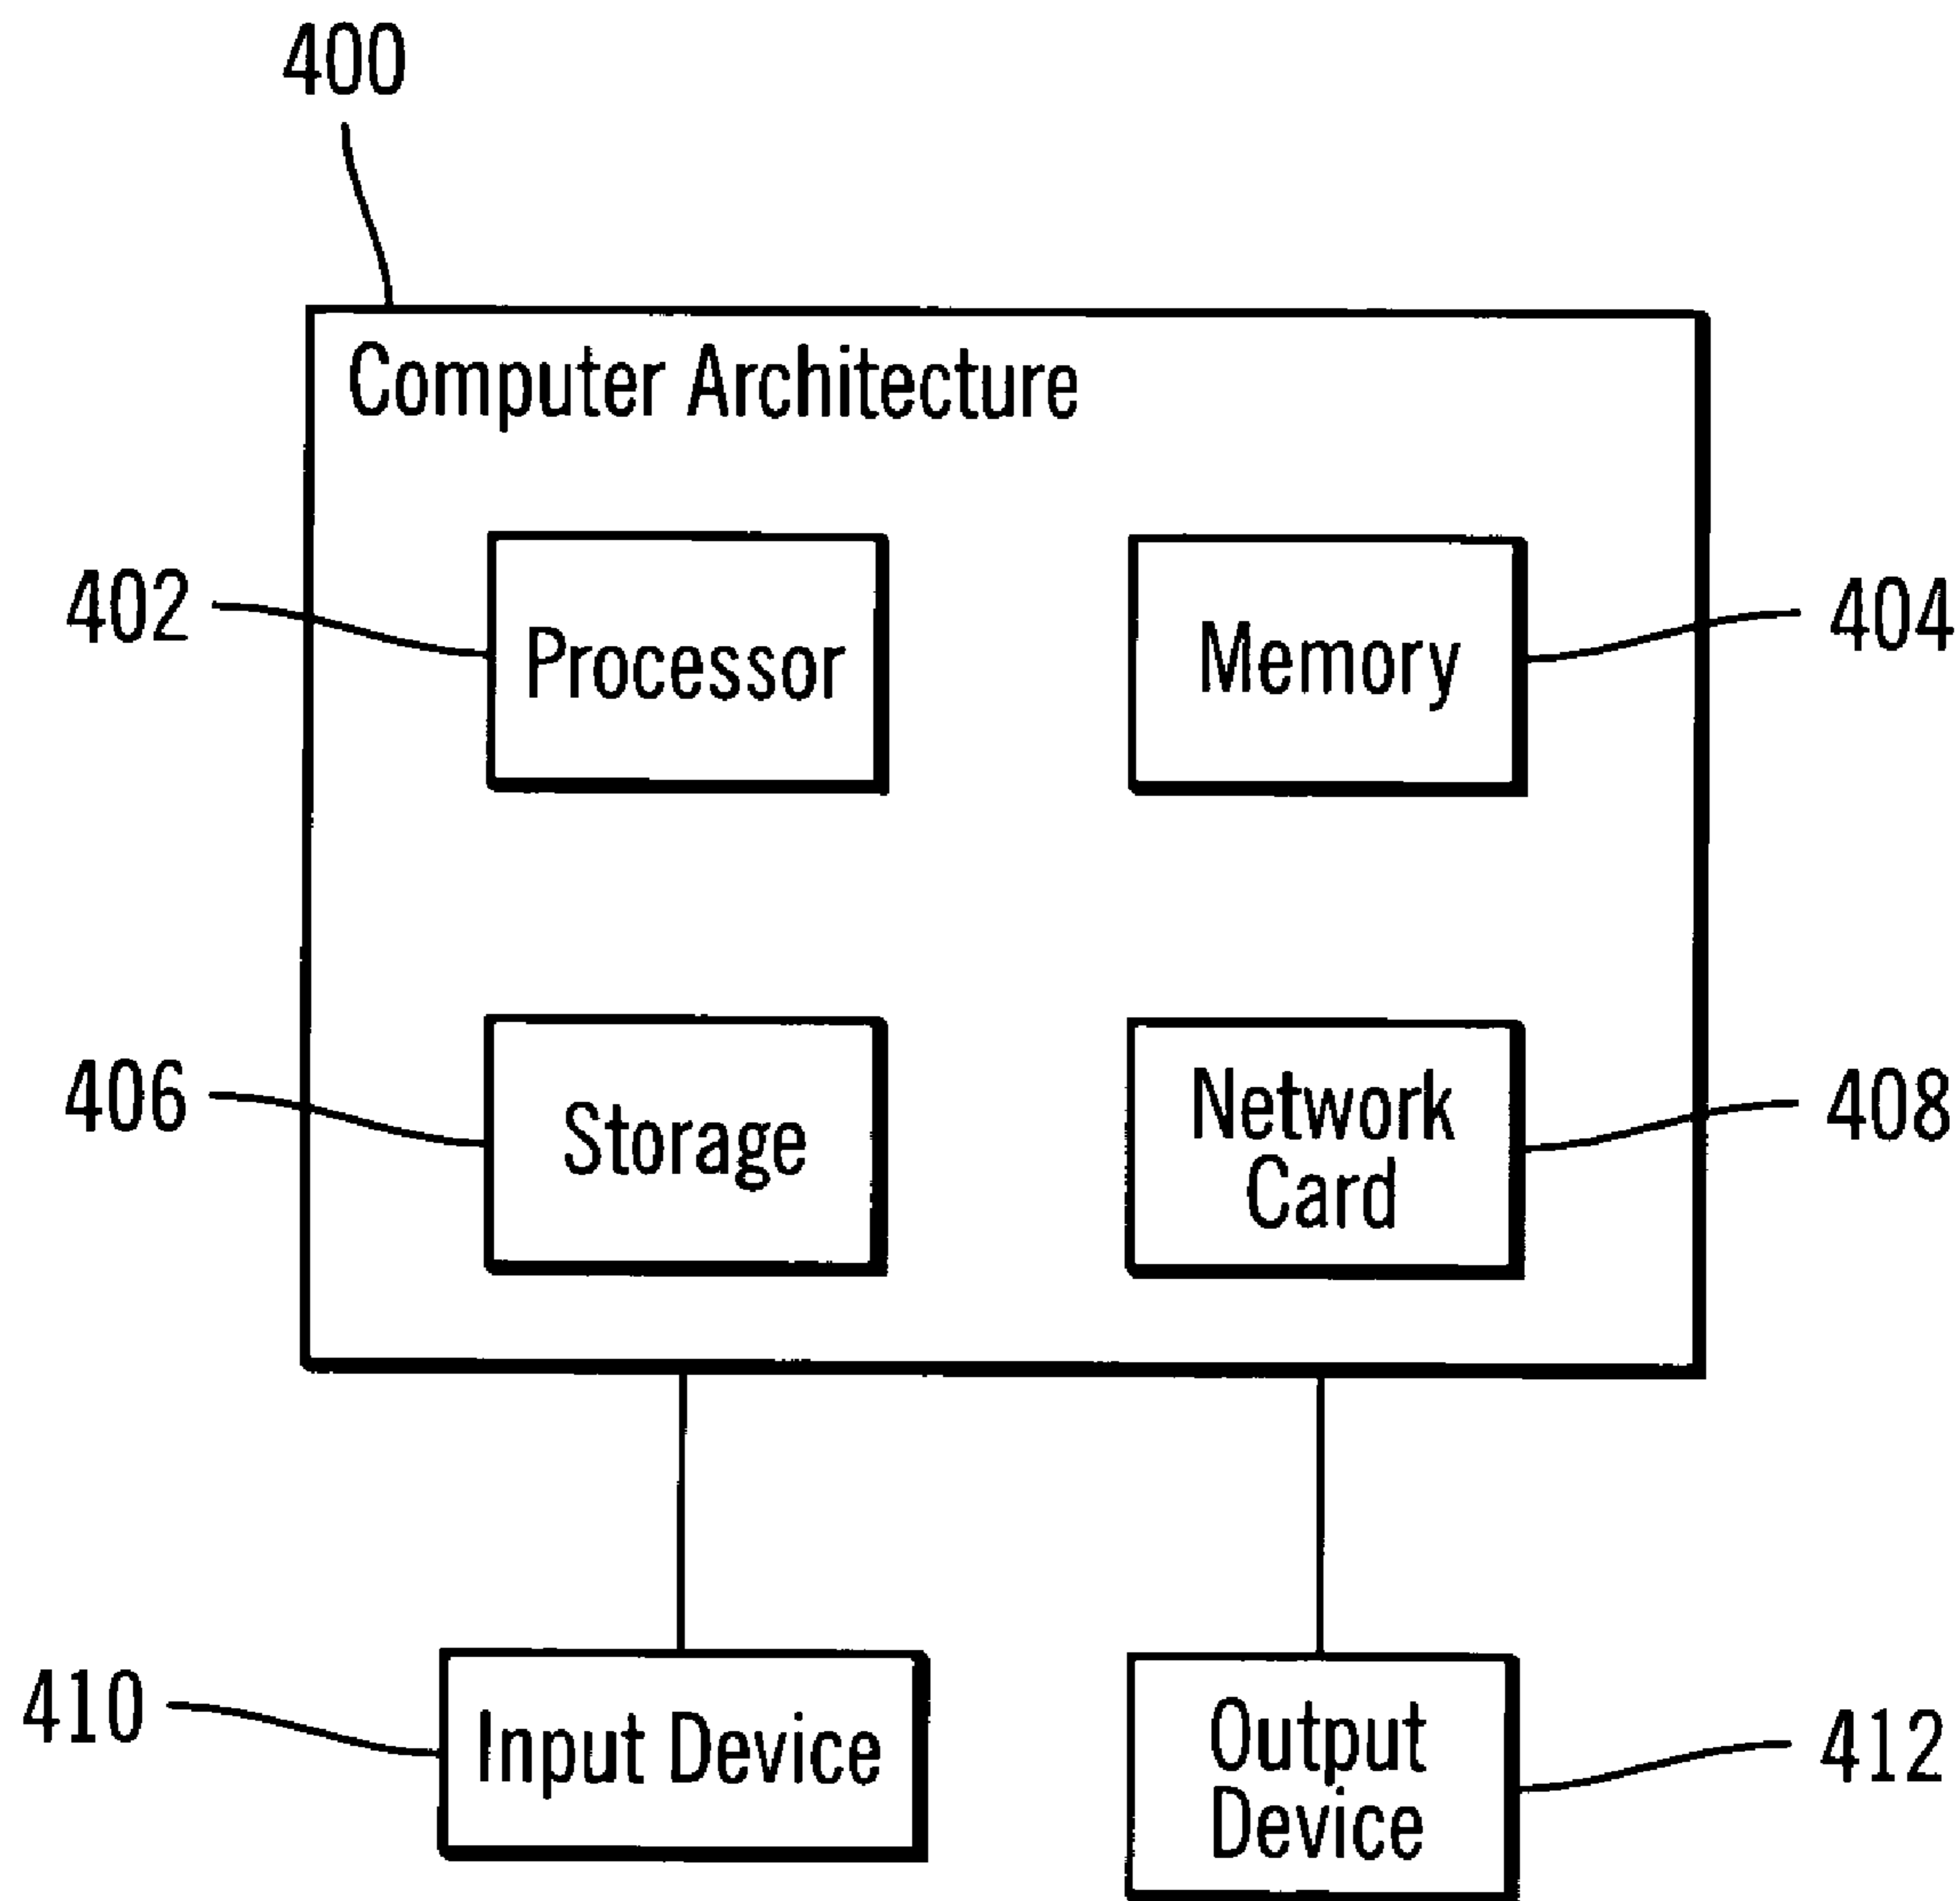 400
Computer Architecture
402
Processor
Memory
404
406
Storage
Network
Card
408
410
Input Device
Output
Device
412